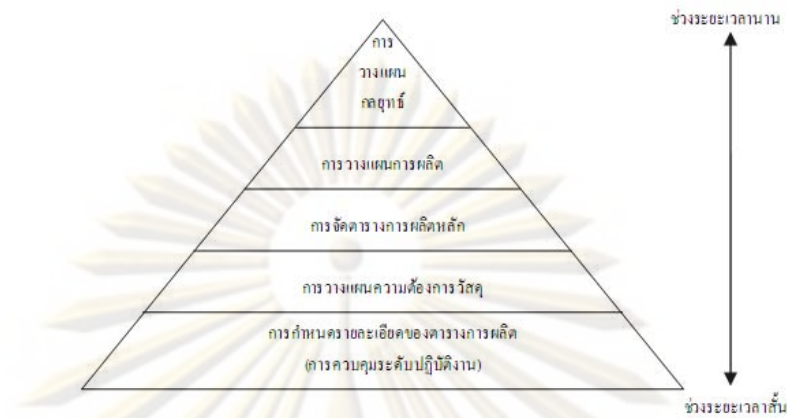 ช่วงระยะเวลานาน
การ
วางแผน
กลยุทธ์
การวางแผนการผลิต
การจัดตารางการผลิตหลัก
การวางแผนความต้องการวัสดุ
การกำหนดรายละเอียดของตารางการผลิต
(การควบคุมระดับปฏิบัติงาน)
ช่วงระยะเวลาสั้น